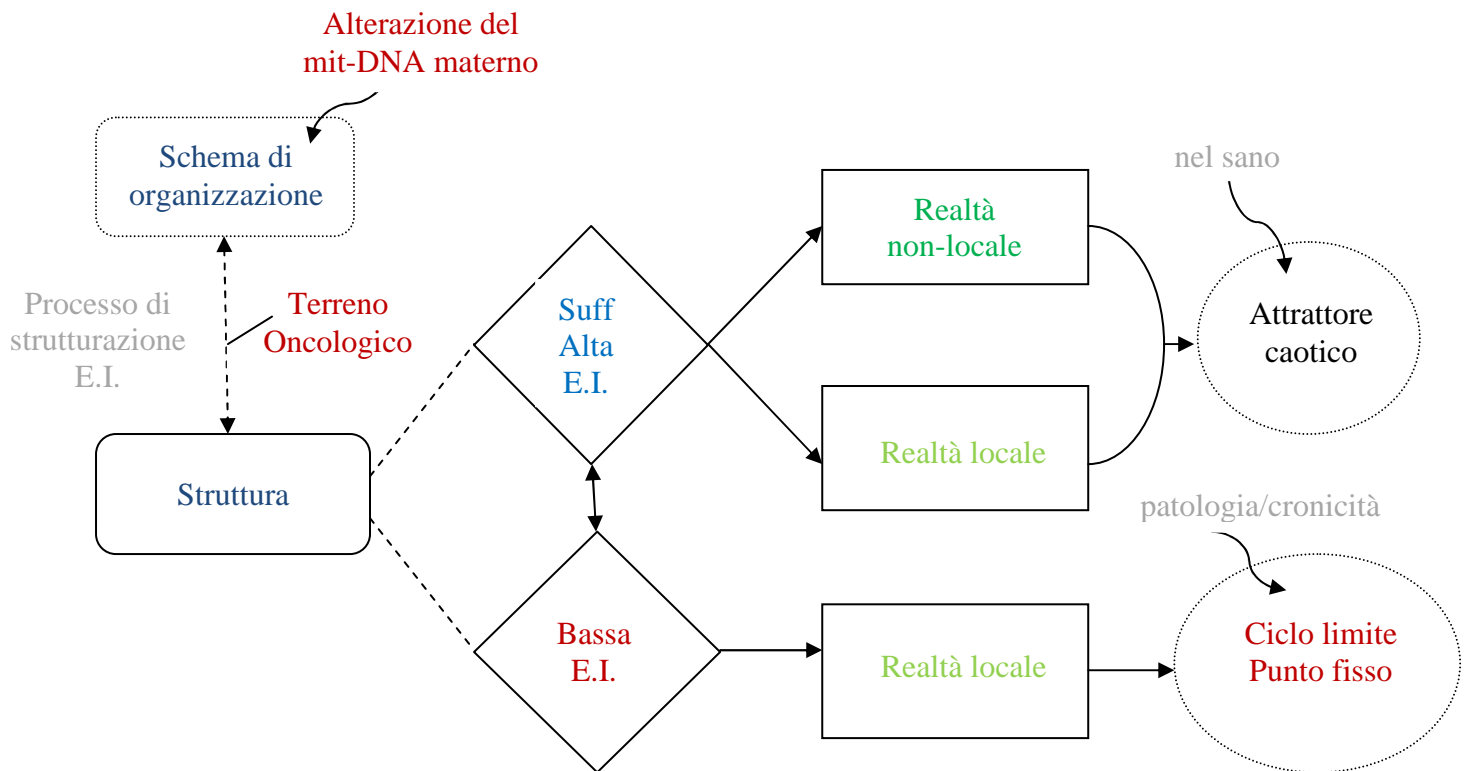 Alterazione del
mit-DNA materno
Schema di
organizzazione
nel sano
Realtà
non-locale
Processo di
strutturazione
E.I.
Terreno
Oncologico
Suff
Alta
E.I.
Attrattore
caotico
Realtà locale
Struttura
patologia/cronicità
Bassa
E.I.
Realtà locale
Ciclo limite
Punto fisso